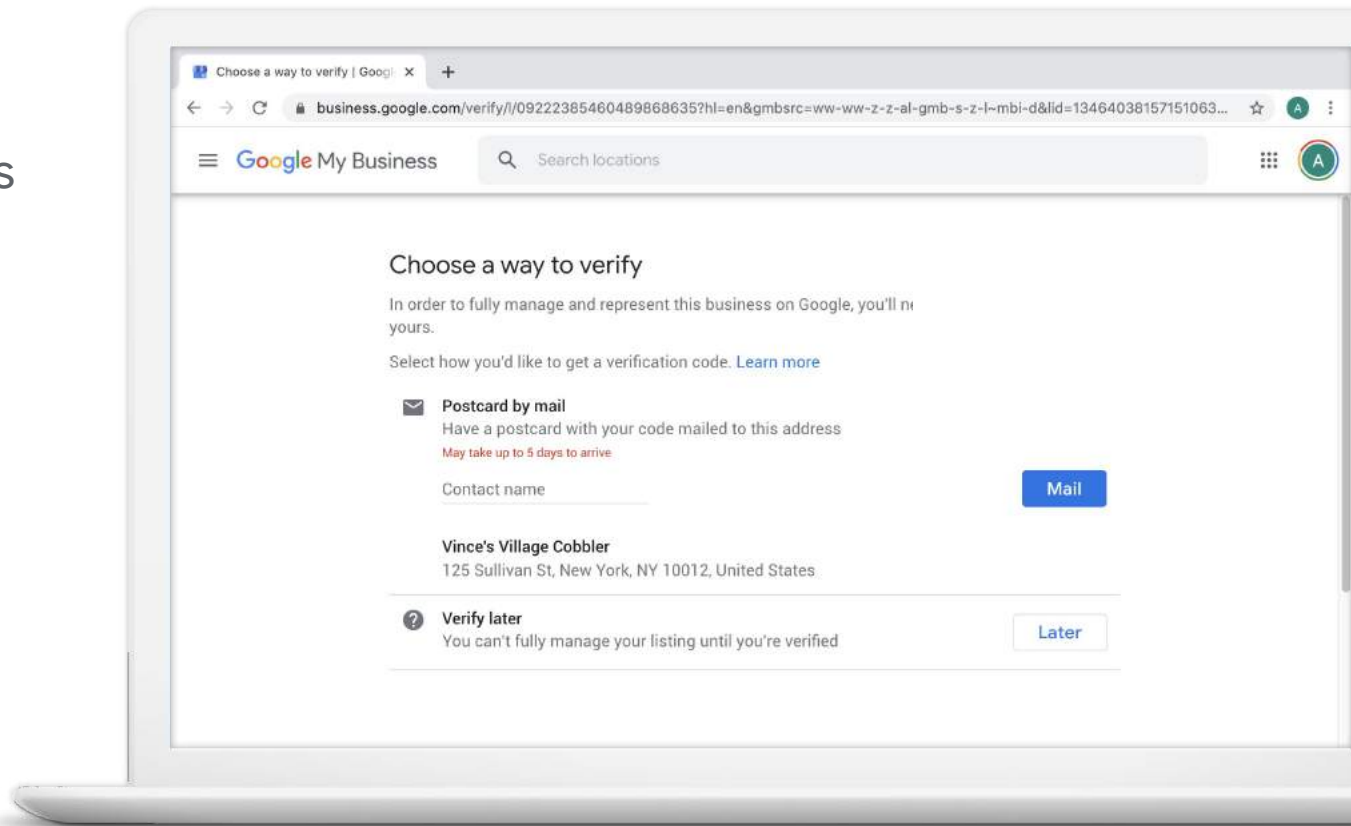 Choose a way to verify | Googl
business.google.com/verify/l/09222385460489868635?hl=en&gmbsrc=ww-ww-z-z-al-gmb-s-z-l~mbi-d&lid=13464038157151063...
A
Google My Business
Search locations
A
s
Choose a way to verify
In order to fully manage and represent this business on Google, you'll ne
yours.
Select how you'd like to get a verification code. Learn more
Postcard by mail
Have a postcard with your code mailed to this address
May take up to 5 days to arrive
Contact name
Mail
Vince's Village Cobbler
125 Sullivan St, New York, NY 10012, United States
Verify later
You can't fully manage your listing until you're verified
Later